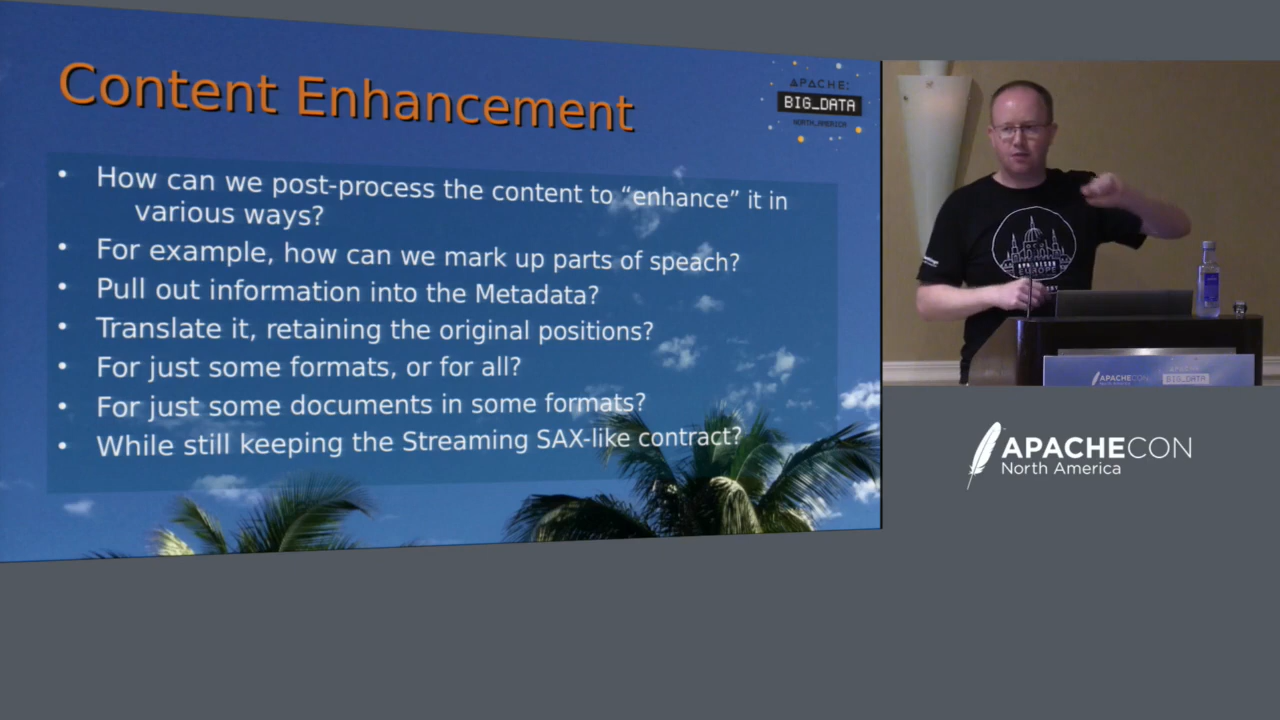 Content Enhancement
APACHE:
BIG_DATA
NORTH_AMERICA
• How can we post-process the content to “enhance” it in
various ways?
• For example, how can we mark up parts of speach?
• Pull out information into the Metadata?
• Translate it, retaining the original positions?
• For just some formats, or for all?
• For just some documents in some formats?
• While still keeping the Streaming SAX-like contract?
EUROPE
APACHECON
BIG_DATA
APACHECON
North America